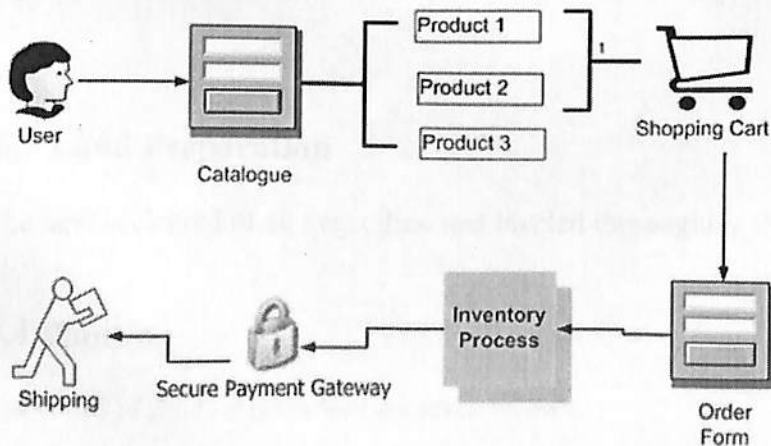 Product 1
1
Product 2
User
Shopping Cart
Product 3
Catalogue
Inventory
Process
Shipping
Secure Payment Gateway
Order
Form